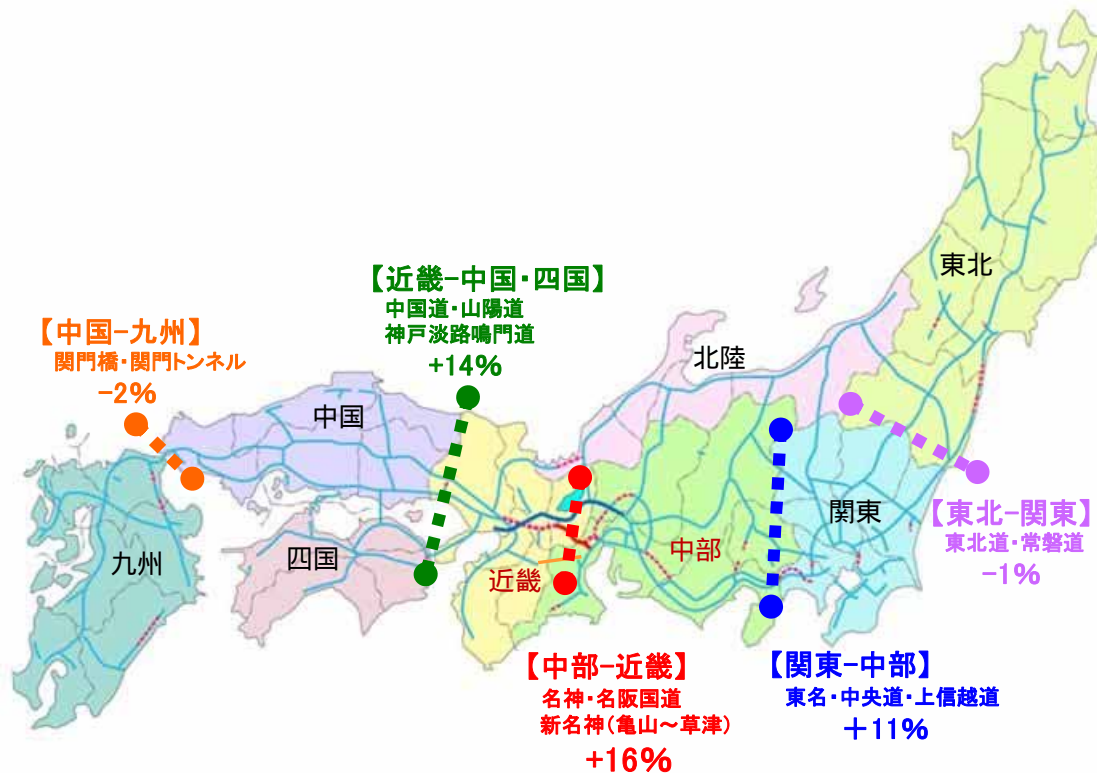 東北
【近畿−中国・四国】
中国道・山陽道
神戸淡路鳴門道
+14%
【中国−九州】
関門橋・関門トンネル
−2%
北陸
中国
関東
【東北−関東】
東北道・常磐道
−1%
中部
四国
九州
近畿
【中部−近畿】
名神・名阪国道
新名神(亀山～草津)
+16%
【関東−中部】
東名・中央道・上信越道
＋11%